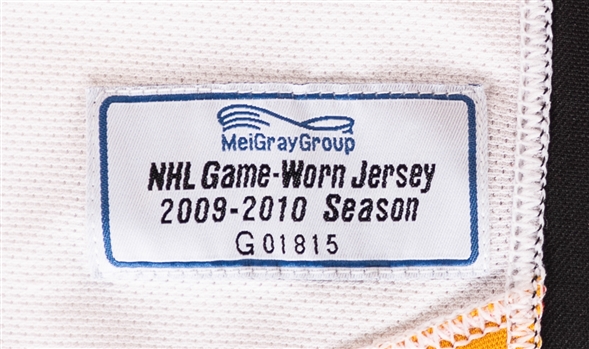 MeiGrayGroup
NHL Game-Worn Jersey
2009-2010 Season
G01815